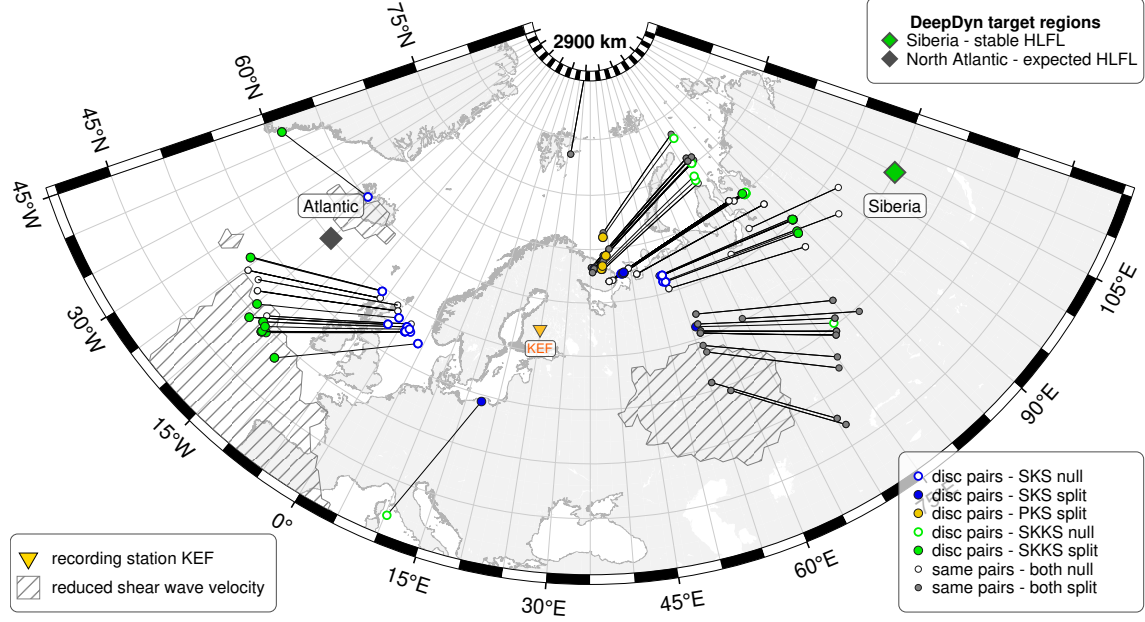 75°N
2900 km
DeepDyn target regions
Siberia - stable HLFL
North Atlantic - expected HLFL
60°N
45°N
45°W
Atlantic
Siberia
30°W
105°E
KEF
90°E
15°W
75°E
disc pairs - SKS null
disc pairs - SKS split
disc pairs - PKS split
disc pairs - SKKS null
disc pairs - SKKS split
same pairs - both null
same pairs - both split
0°
recording station KEF
reduced shear wave velocity
15°E
30°E
45°E
60°E